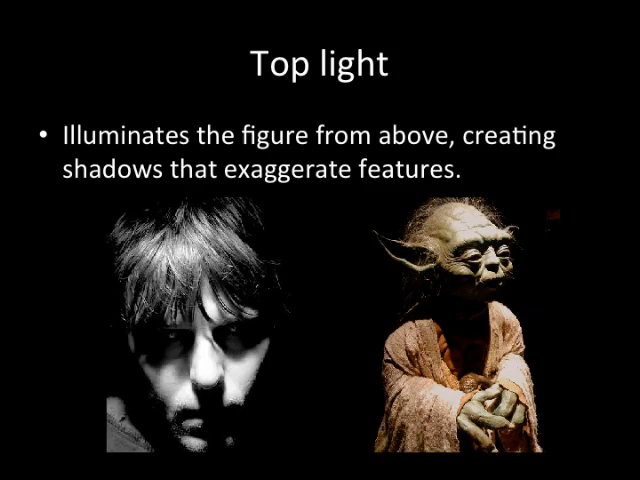 Top light
• Illuminates the figure from above, creating
shadows that exaggerate features.